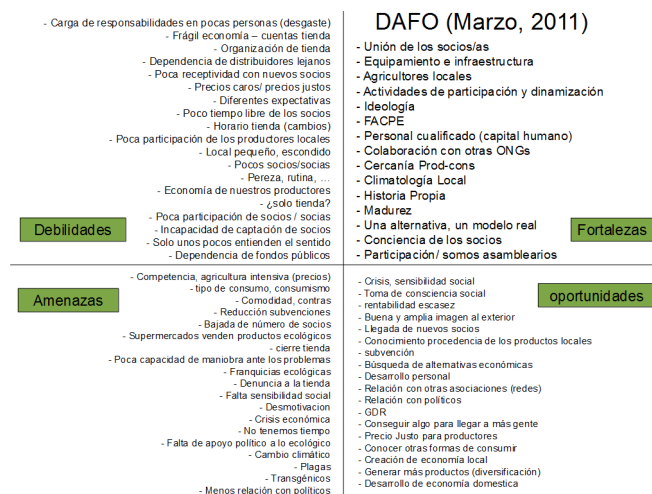 DAFO (Marzo, 2011)
- Carga de responsabilidades en pocas personas (desgaste)
- Frágil economía – cuentas tienda
- Organización de tienda
- Dependencia de distribuidores lejanos
- Poca receptividad con nuevos socios
- Precios caros/ precios justos
- Diferentes expectativas
- Poco tiempo libre de los socios
- Horario tienda (cambios)
- Poca participación de los productores locales
- Local pequeño, escondido
- Pocos socios/socias
- Pereza, rutina, ...
- Economía de nuestros productores
- ¿solo tienda?
- Poca participación de socios / socias
- Incapacidad de captación de socios
- Solo unos pocos entienden el sentido
- Dependencia de fondos públicos
Debilidades
- Unión de los socios/as
- Equipamiento e infraestructura
- Agricultores locales
- Actividades de participación y dinamización
- Ideología
- FACPE
- Personal cualificado (capital humano)
- Colaboración con otras ONGs
- Cercanía Prod-cons
- Climatología Local
- Historia Propia
- Madurez
- Una alternativa, un modelo real
- Conciencia de los socios
- Participación/ somos asamblearios
Fortalezas
- Competencia, agricultura intensiva (precios)
- tipo de consumo, consumismo
- Comodidad, contras
- Reducción subvenciones
- Bajada de número de socios
- Supermercados venden productos ecológicos
- cierre tienda
- Poca capacidad de maniobra ante los problemas
- Franquicias ecológicas
- Denuncia a la tienda
- Falta sensibilidad social
- Desmotivacion
- Crisis económica
- No tenemos tiempo
- Falta de apoyo político a lo ecológico
- Cambio climático
- Plagas
- Transgénicos
- Menos relación con políticos
Amenazas
- Crisis, sensibilidad social
- Toma de consciencia social
- rentabilidad escasez
- Buena y amplia imagen al exterior
- Llegada de nuevos socios
- Conocimiento procedencia de los productos locales
- subvención
- Búsqueda de alternativas económicas
- Desarrollo personal
- Relación con otras asociaciones (redes)
- Relación con políticos
- GDR
- Conseguir algo para llegar a más gente
- Precio Justo para productores
- Conocer otras formas de consumir
- Creación de economía local
- Generar más productos (diversificación)
- Desarrollo de economía domestica
oportunidades